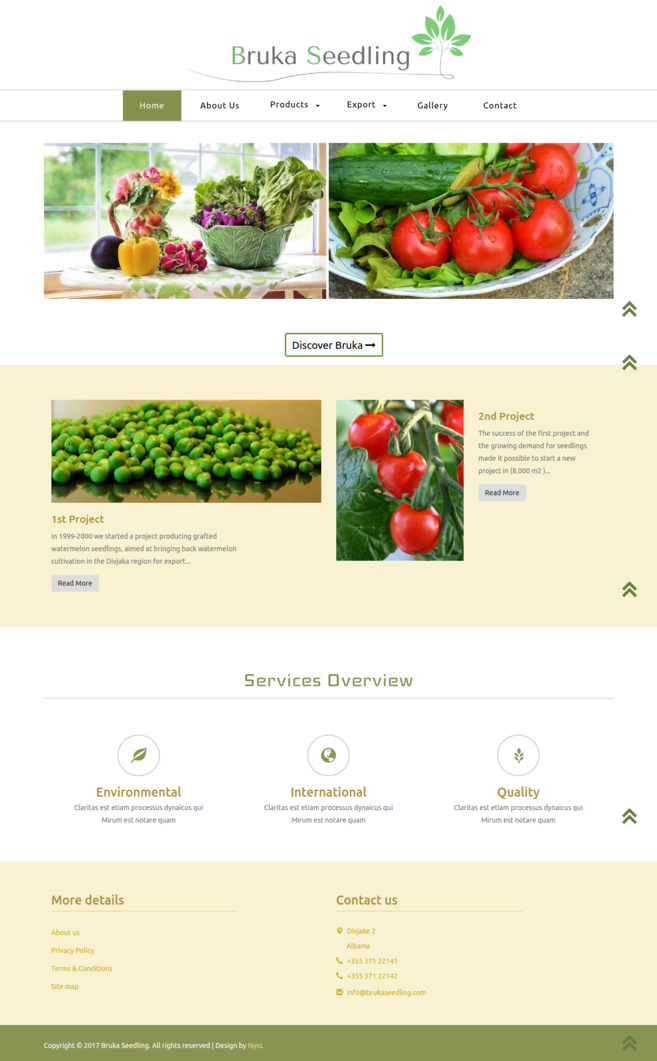 Bruka Seedling
Home About Us Products Export Gallery Contact
Discover Bruka
1st Project
In 1999-2000 we started a project producing grafted
watermelon seedlings, aimed at bringing back watermelon
cultivation in the Divjaka region for export...
Read More
2nd Project
The success of the first project and
the growing demand for seedlings
made it possible to start a new
project in (8.000 m2 )...
Read More
Services Overview
Environmental
Claritas est etiam processus dynaicus qui
Mirum est notare quam
International
Claritas est etiam processus dynaicus qui
Mirum est notare quam
Quality
Claritas est etiam processus dynaicus qui
Mirum est notare quam
More details
About us
Privacy Policy
Terms & Conditions
Site map
Contact us
Divjake 2
Albania
+355 371 22141
+355 371 22142
info@brukaseedling.com
Copyright © 2017 Bruka Seedling. All rights reserved | Design by